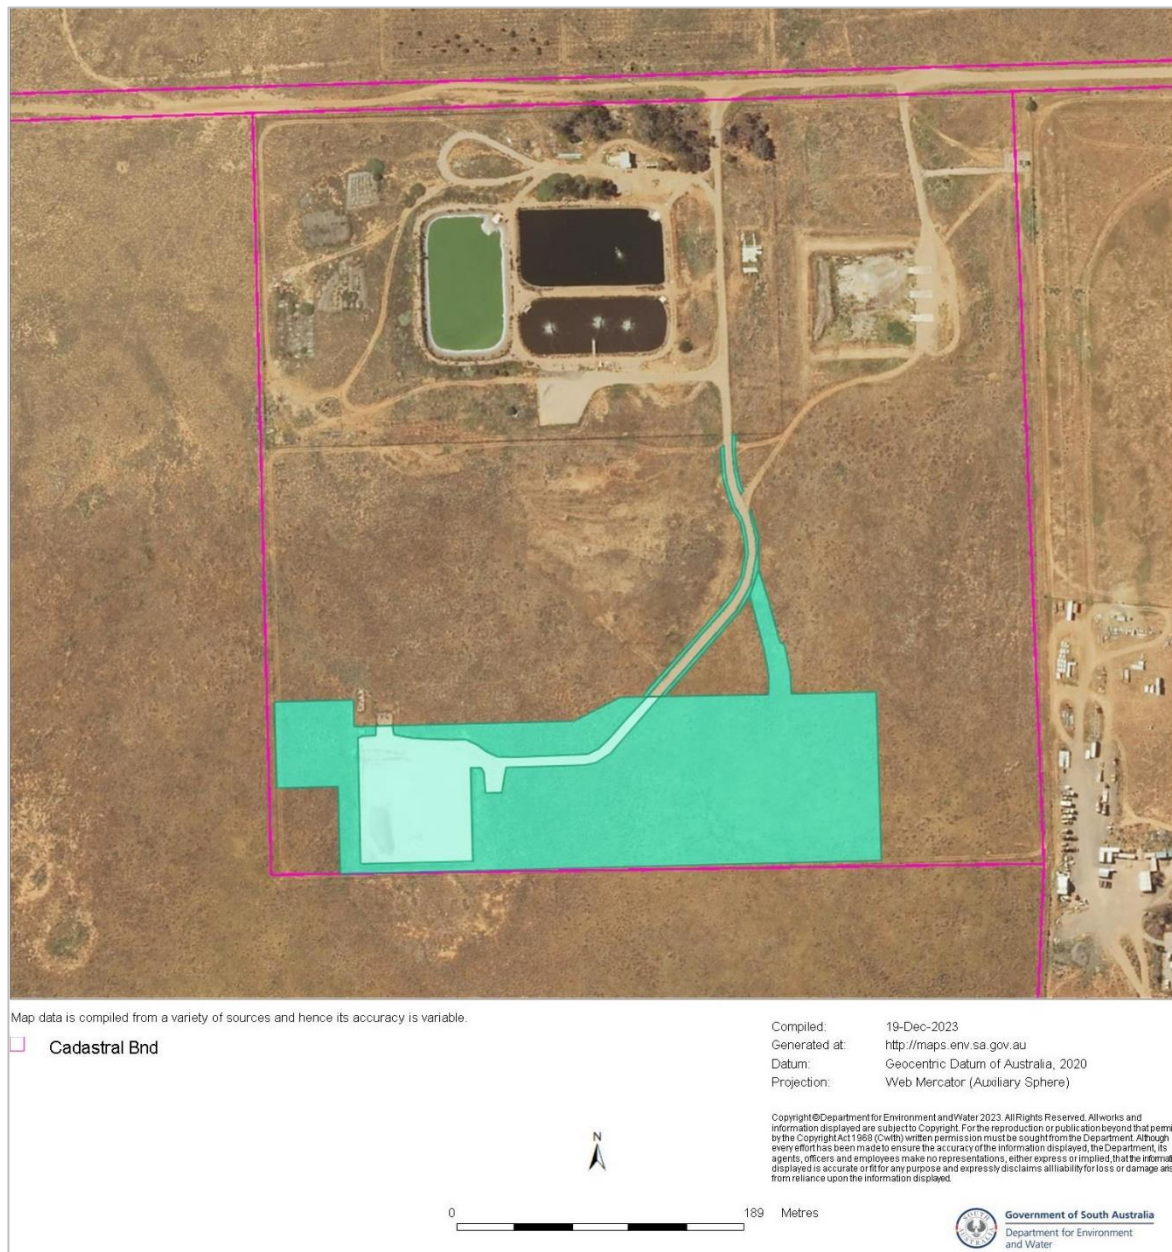 Map data is compiled from a variety of sources and hence its accuracy is variable.
Cadastral Bnd
Compiled: 19-Dec-2023
Generated at: http://maps.env.sa.gov.au
Datum: Geocentric Datum of Australia, 2020
Projection: Web Mercator (Auxiliary Sphere)
Copyright©Department for Environment and Water 2023. All Rights Reserved. All works and
information displayed are subject to Copyright. For the reproduction or publication beyond that permi
by the Copyright Act 1968 (Cwlth) written permission must be sought from the Department. Although
every effort has been made to ensure the accuracy of the information displayed, the Department, its
agents, officers and employees make no representations, either express or implied, that the informati
displayed is accurate or fit for any purpose and expressly disclaims all liability for loss or damage aris
from reliance upon the information displayed.
N
0 189 Metres
Government of South Australia
Department for Environment
and Water